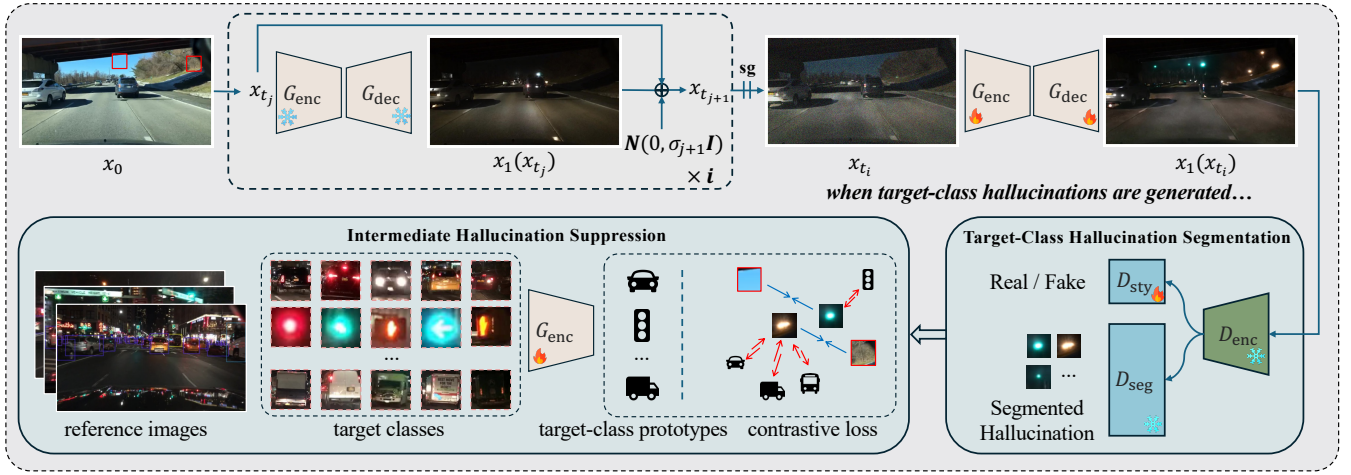 x_0
x_{t_j}
G_enc
G_dec
x_1(x_{t_j})
⊕
x_{t_{j+1}}
N(0, σ_{j+1}I)
× i
sg
x_{t_i}
G_enc
G_dec
x_1(x_{t_i})
when target-class hallucinations are generated…
Intermediate Hallucination Suppression
reference images
...
target classes
G_enc
...
target-class prototypes
contrastive loss
Target-Class Hallucination Segmentation
Real / Fake
D_sty
D_enc
D_seg
...
Segmented
Hallucination